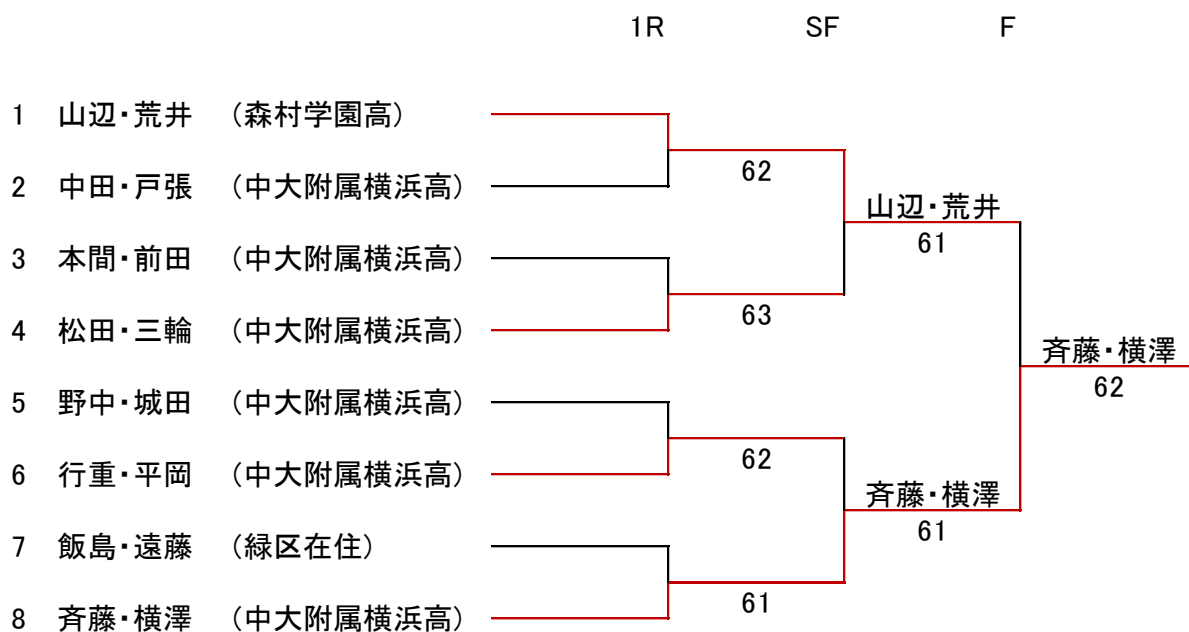 1R SF F
1 山辺・荒井 （森村学園高）
62
2 中田・戸張 （中大附属横浜高）
山辺・荒井
61
3 本間・前田 （中大附属横浜高）
63
4 松田・三輪 （中大附属横浜高）
斉藤・横澤
62
5 野中・城田 （中大附属横浜高）
62
6 行重・平岡 （中大附属横浜高）
斉藤・横澤
61
7 飯島・遠藤 （緑区在住）
61
8 斉藤・横澤 （中大附属横浜高）